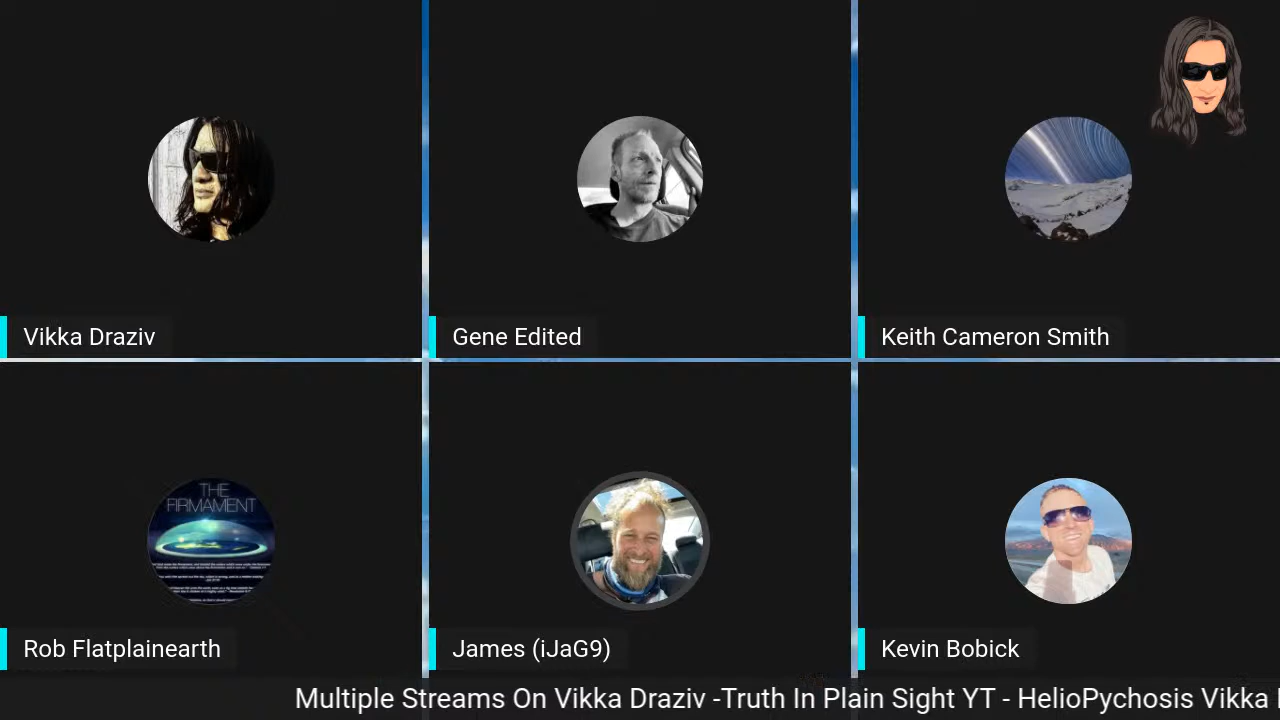 Vikka Draziv
Gene Edited
Keith Cameron Smith
THE
FIRMAMENT
Rob Flatplainearth
James (iJaG9)
Kevin Bobick
Multiple Streams On Vikka Draziv -Truth In Plain Sight YT - HelioPychosis Vikka